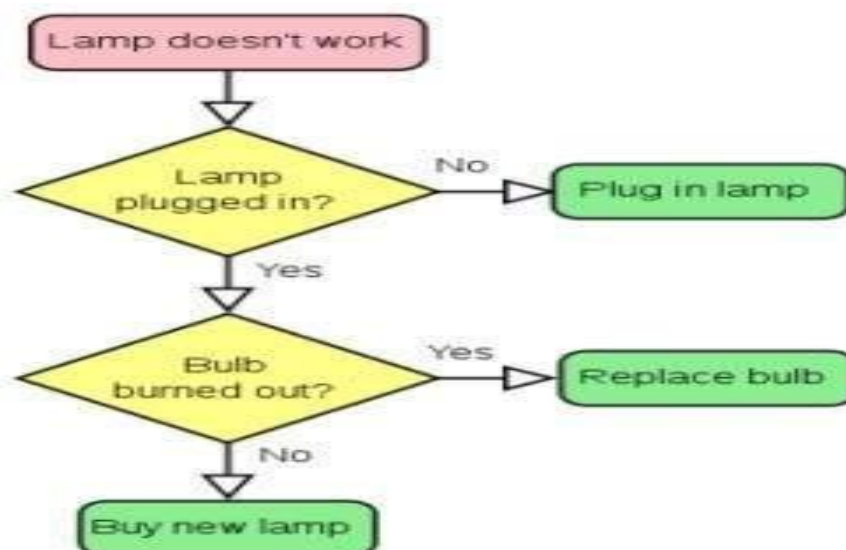 Lamp doesn't work
Lamp
plugged in?
No
Plug in lamp
Yes
Bulb
burned out?
Yes
Replace bulb
No
Buy new lamp